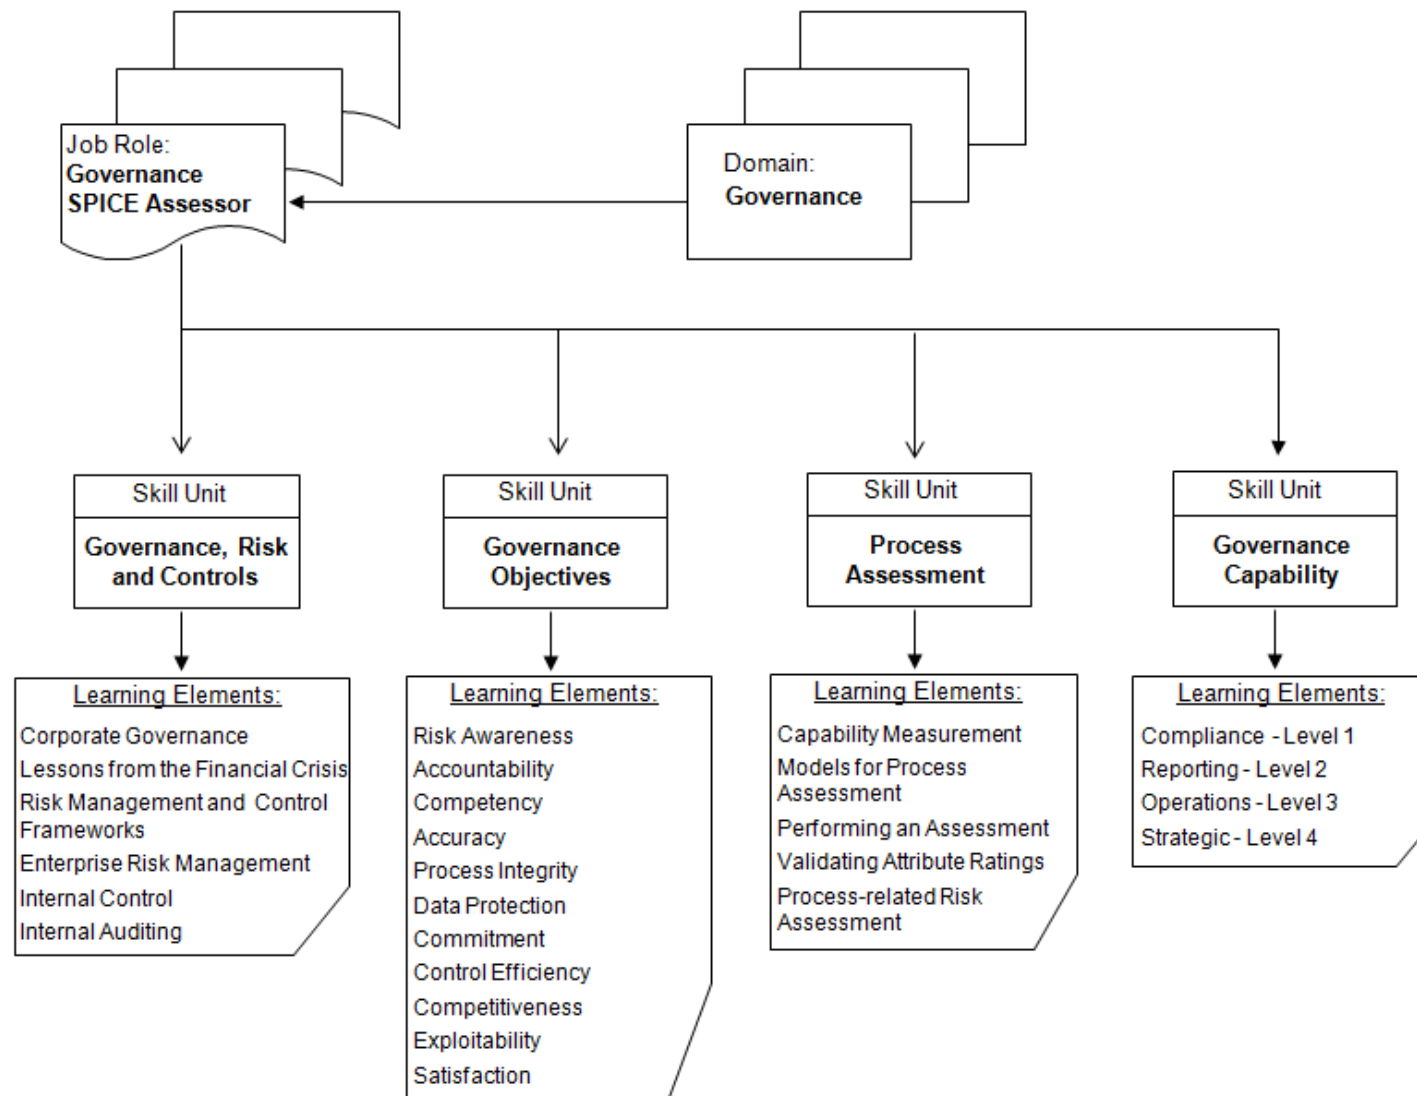 Job Role:
Governance
SPICE Assessor
Domain:
Governance
Skill Unit
Governance, Risk
and Controls
Skill Unit
Governance
Objectives
Skill Unit
Process
Assessment
Skill Unit
Governance
Capability
Learning Elements:
Corporate Governance
Lessons from the Financial Crisis
Risk Management and Control
Frameworks
Enterprise Risk Management
Internal Control
Internal Auditing
Learning Elements:
Risk Awareness
Accountability
Competency
Accuracy
Process Integrity
Data Protection
Commitment
Control Efficiency
Competitiveness
Exploitability
Satisfaction
Learning Elements:
Capability Measurement
Models for Process
Assessment
Performing an Assessment
Validating Attribute Ratings
Process-related Risk
Assessment
Learning Elements:
Compliance - Level 1
Reporting - Level 2
Operations - Level 3
Strategic - Level 4